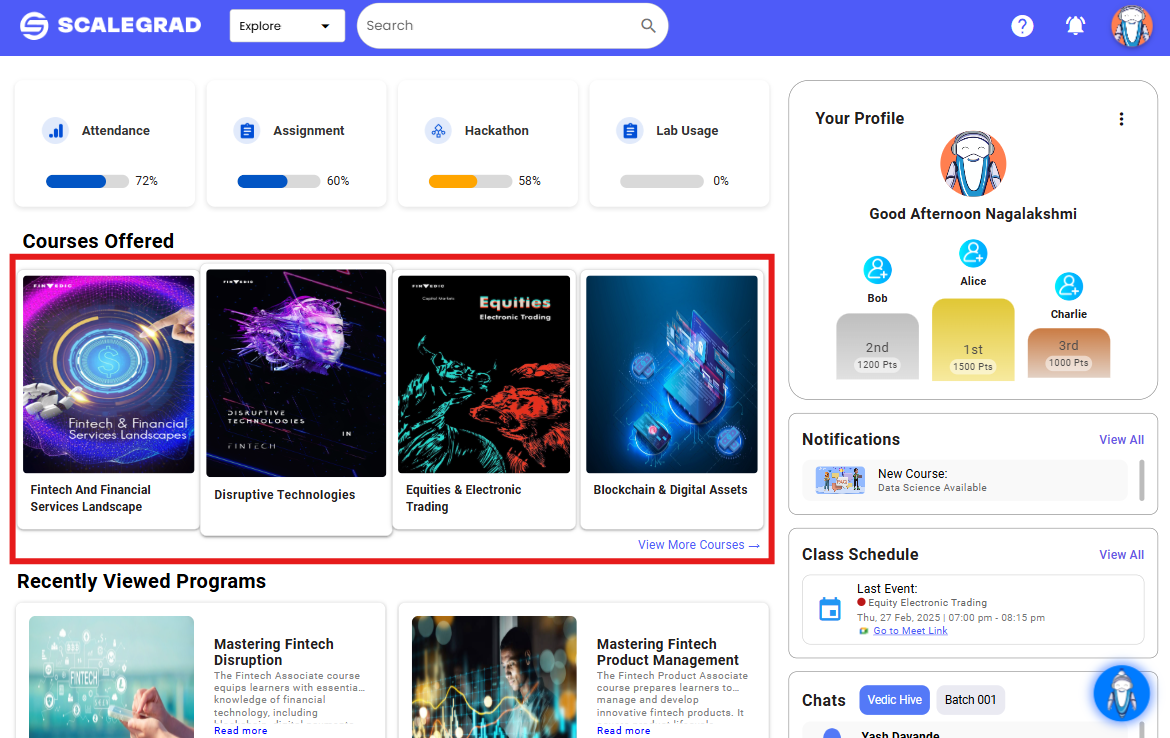 SCALEGRAD
Explore
Search
Attendance
72%
Assignment
60%
Hackathon
58%
Lab Usage
0%
Courses Offered
FINVEDIC
Fintech & Financial
Services Landscapes
Fintech And Financial
Services Landscape
FINVEDIC
DISRUPTIVE
TECHNOLOGIES
IN
FINTECH
Disruptive Technologies
FINVEDIC
Capital Markets
Equities
Electronic Trading
Equities & Electronic
Trading
Blockchain & Digital Assets
View More Courses →
Recently Viewed Programs
FINTECH
Mastering Fintech
Disruption
The Fintech Associate course
equips learners with essentia...
knowledge of financial
technology, including
Read more
Mastering Fintech
Product Management
The Fintech Product Associate
course prepares learners to...
manage and develop
innovative fintech products. It
Read more
Your Profile
Good Afternoon Nagalakshmi
Bob
2nd
1200 Pts
Alice
1st
1500 Pts
Charlie
3rd
1000 Pts
Notifications
View All
New Course:
Data Science Available
Class Schedule
View All
Last Event:
Equity Electronic Trading
Thu, 27 Feb, 2025 | 07:00 pm - 08:15 pm
Go to Meet Link
Chats
Vedic Hive
Batch 001
Yash Davande